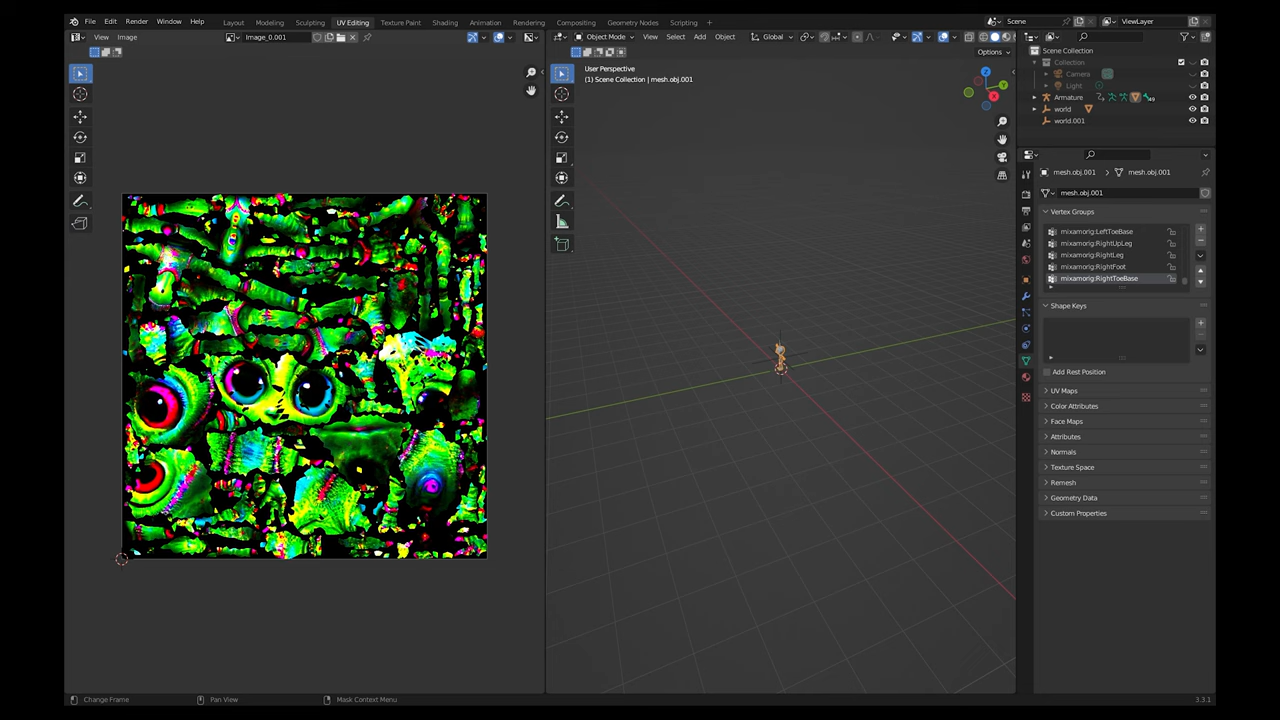 File Edit Render Window Help Layout Modeling Sculpting UV Editing Texture Paint Shading Animation Rendering Compositing Geometry Nodes Scripting + Scene ViewLayer
View Image Image_0.001 Object Mode View Select Add Object Global
Options
User Perspective
(1) Scene Collection | mesh.obj.001
Z
Y
X
Scene Collection
Collection
Camera
Light
Armature
49
world
world.001
mesh.obj.001 > mesh.obj.001
mesh.obj.001
Vertex Groups
mixamorig:LeftToeBase
mixamorig:RightUpLeg
mixamorig:RightLeg
mixamorig:RightFoot
mixamorig:RightToeBase
Shape Keys
Add Rest Position
UV Maps
Color Attributes
Face Maps
Attributes
Normals
Texture Space
Remesh
Geometry Data
Custom Properties
Change Frame Pan View Mask Context Menu 3.3.1